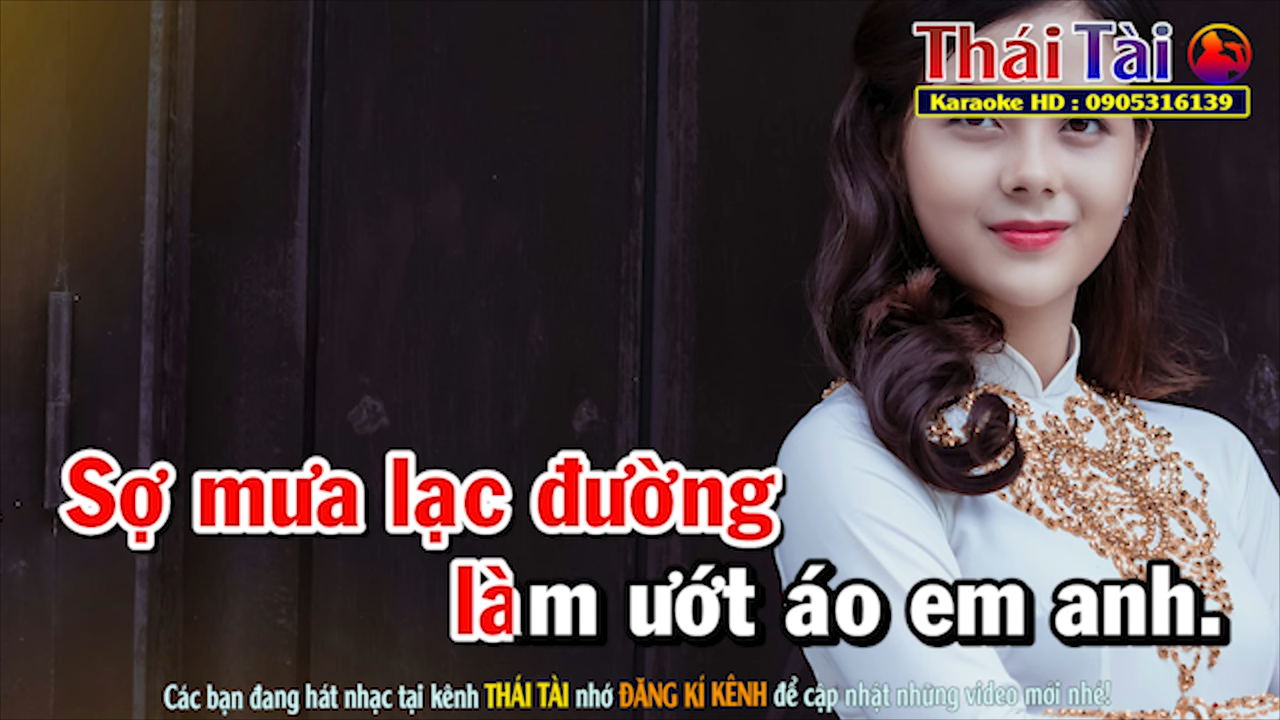 Thái Tài
Karaoke HD : 0905316139
Sợ mưa lạc đường
làm ướt áo em anh.
Các bạn đang hát nhạc tại kênh THÁI TÀI nhớ ĐĂNG KÍ KÊNH để cập nhật những video mới nhé!